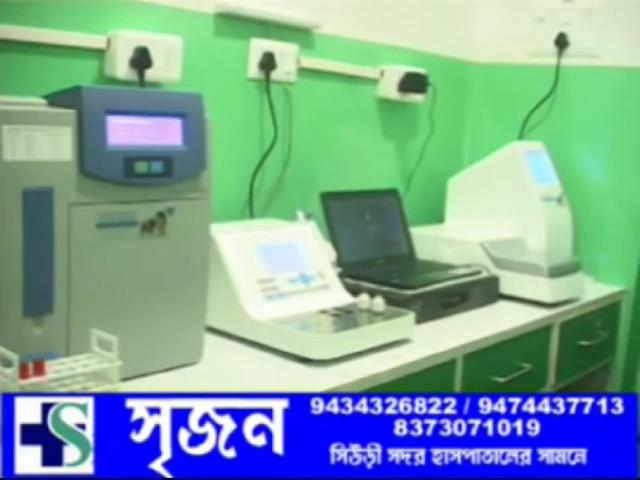 S
সৃজন
9434326822 / 9474437713
8373071019
সিউড়ী সদর হাসপাতালের সামনে